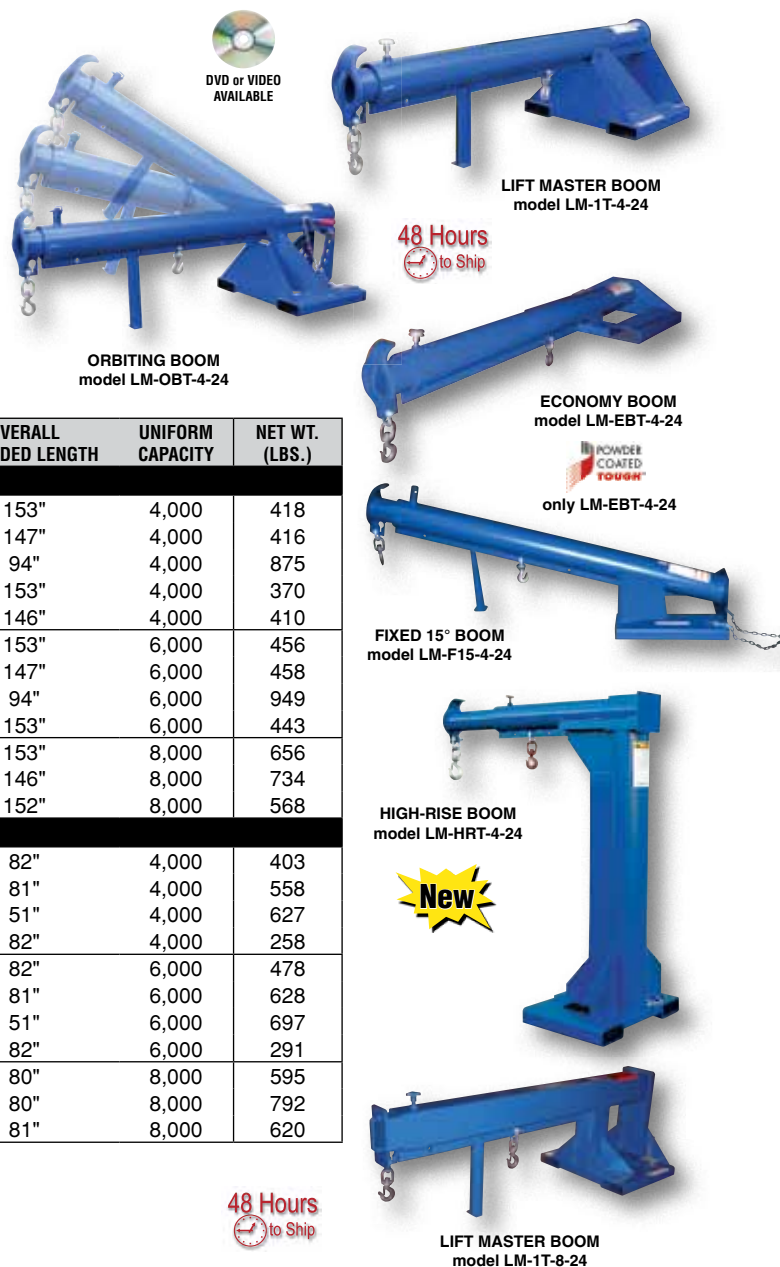 DVD or VIDEO
AVAILABLE
LIFT MASTER BOOM
model LM-1T-4-24
48 Hours
to Ship
ORBITING BOOM
model LM-OBT-4-24
ECONOMY BOOM
model LM-EBT-4-24
POWDER
COATED
TOUGH™
only LM-EBT-4-24
FIXED 15° BOOM
model LM-F15-4-24
HIGH-RISE BOOM
model LM-HRT-4-24
New
VERALL UNIFORM NET WT.
DED LENGTH CAPACITY (LBS.)
153" 4,000 418
147" 4,000 416
94" 4,000 875
153" 4,000 370
146" 4,000 410
153" 6,000 456
147" 6,000 458
94" 6,000 949
153" 6,000 443
153" 8,000 656
146" 8,000 734
152" 8,000 568
82" 4,000 403
81" 4,000 558
51" 4,000 627
82" 4,000 258
82" 6,000 478
81" 6,000 628
51" 6,000 697
82" 6,000 291
80" 8,000 595
80" 8,000 792
81" 8,000 620
48 Hours
to Ship
LIFT MASTER BOOM
model LM-1T-8-24